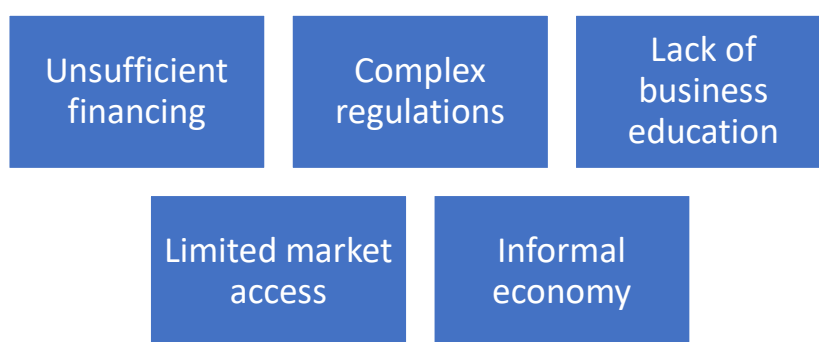 Unsufficient
financing
Complex
regulations
Lack of
business
education
Limited market
access
Informal
economy